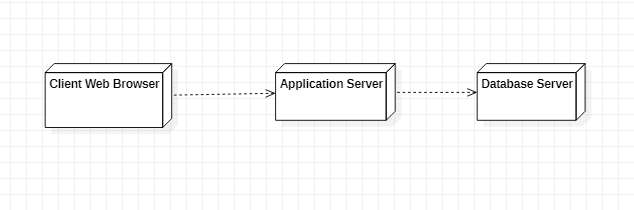 Client Web Browser
Application Server
Database Server